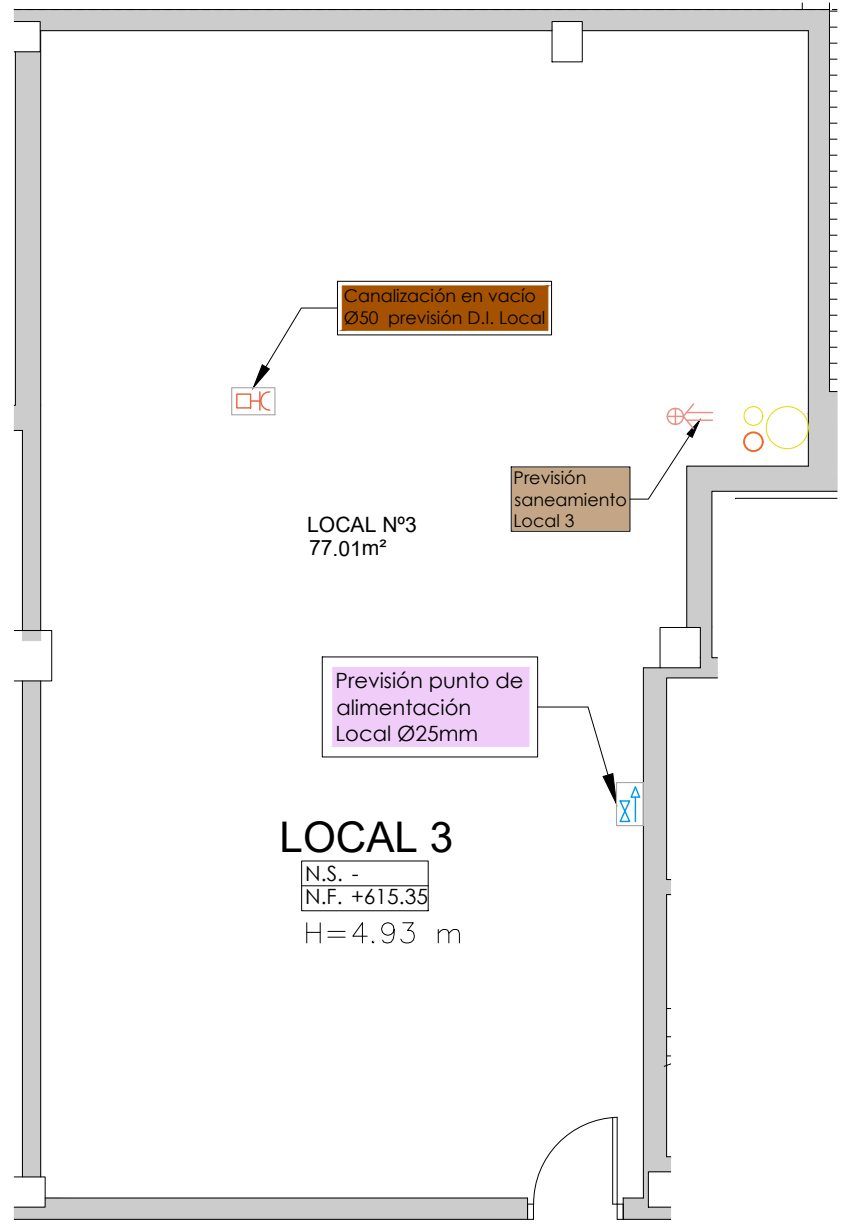 Canalización en vacío
Ø50 previsión D.I. Local
Previsión
saneamiento
Local 3
LOCAL Nº3
77.01m²
Previsión punto de
alimentación
Local Ø25mm
LOCAL 3
N.S. -
N.F. +615.35
H=4.93 m